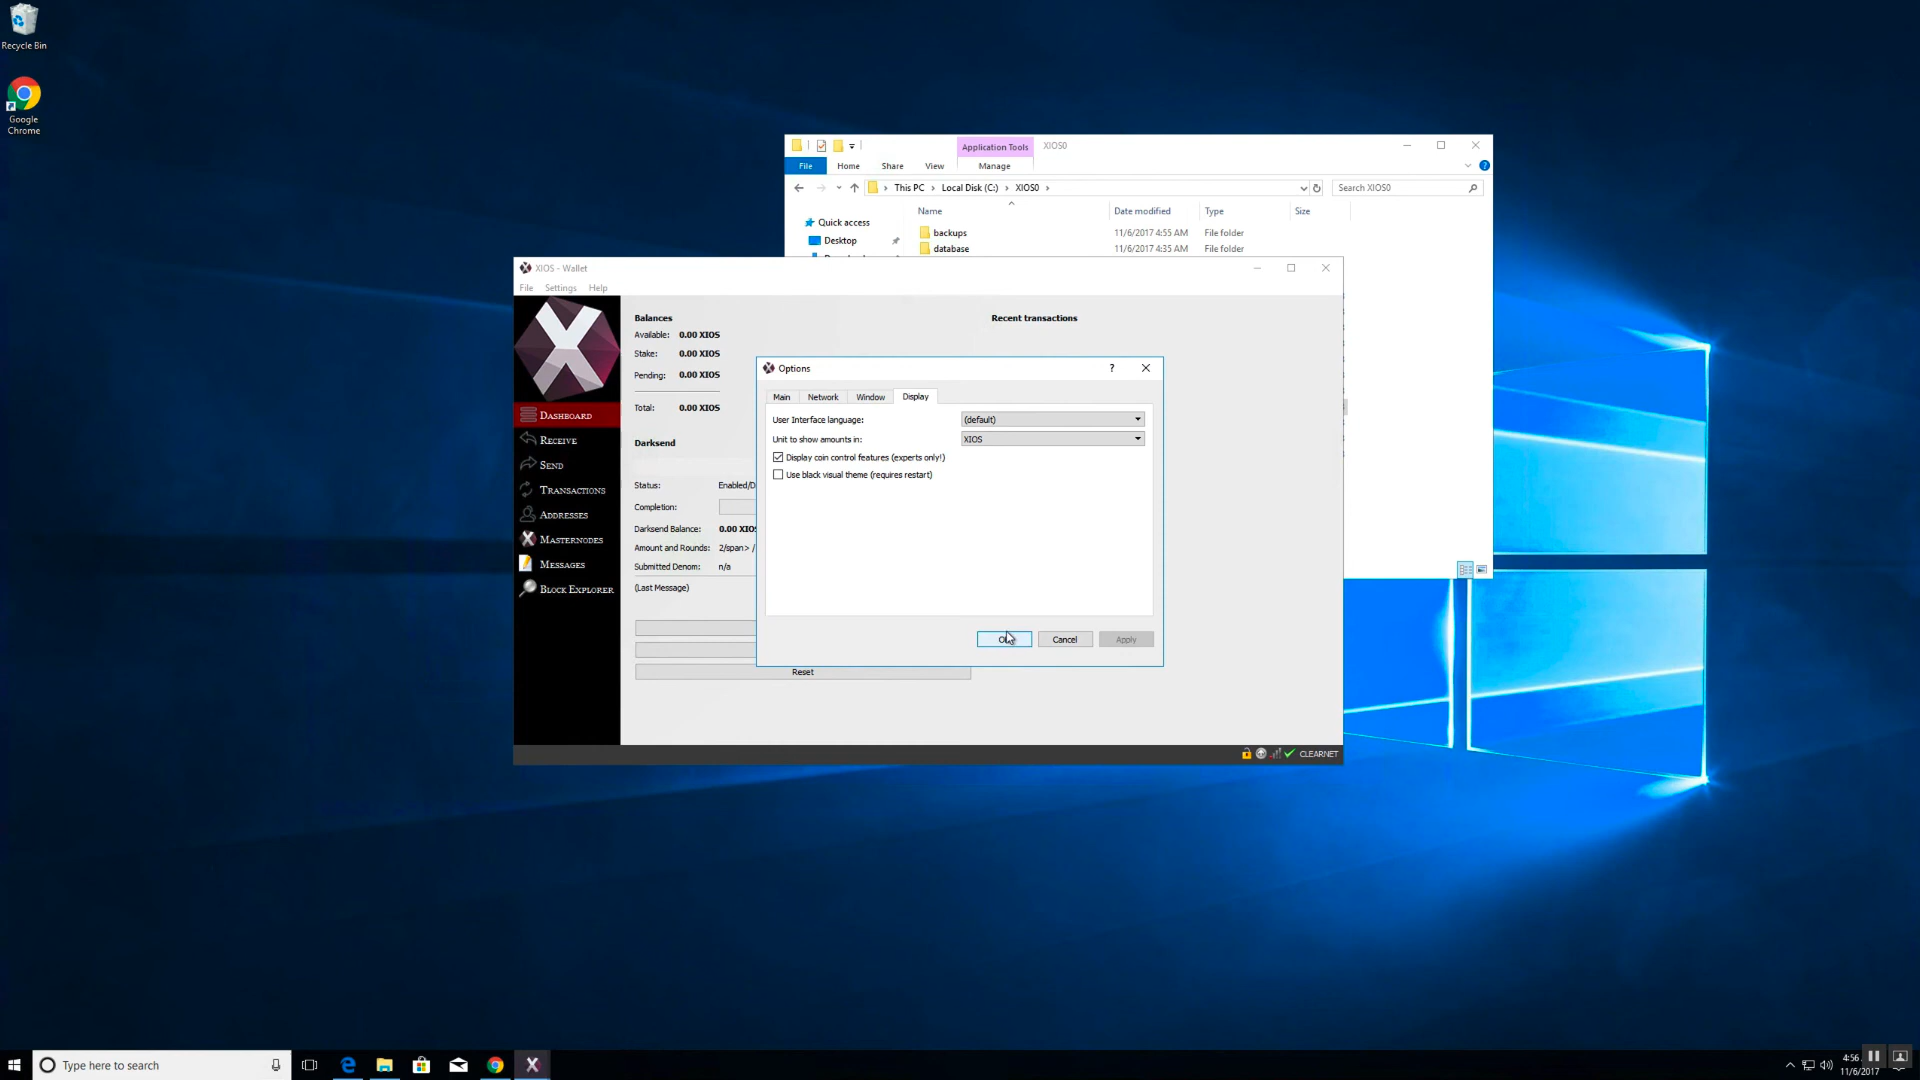 Recycle Bin
Google
Chrome
Application Tools
XIOS0
File
Home
Share
View
Manage
This PC
Local Disk (C:)
XIOS0
Search XIOS0
Name
Date modified
Type
Size
Quick access
Desktop
backups
11/6/2017 4:55 AM
File folder
database
11/6/2017 4:35 AM
File folder
XIOS - Wallet
File
Settings
Help
Balances
Available: 0.00 XIOS
Stake: 0.00 XIOS
Pending: 0.00 XIOS
Total: 0.00 XIOS
Recent transactions
DASHBOARD
RECEIVE
SEND
TRANSACTIONS
ADDRESSES
MASTERNODES
MESSAGES
BLOCK EXPLORER
Darksend
Status: Enabled/D
Completion:
Darksend Balance: 0.00 XIOS
Amount and Rounds: 2/span> /
Submitted Denom: n/a
(Last Message)
Reset
Options
?
Main
Network
Window
Display
User Interface language: (default)
Unit to show amounts in: XIOS
Display coin control features (experts only!)
Use black visual theme (requires restart)
Cancel
Apply
CLEARNET
Type here to search
4:56
11/6/2017